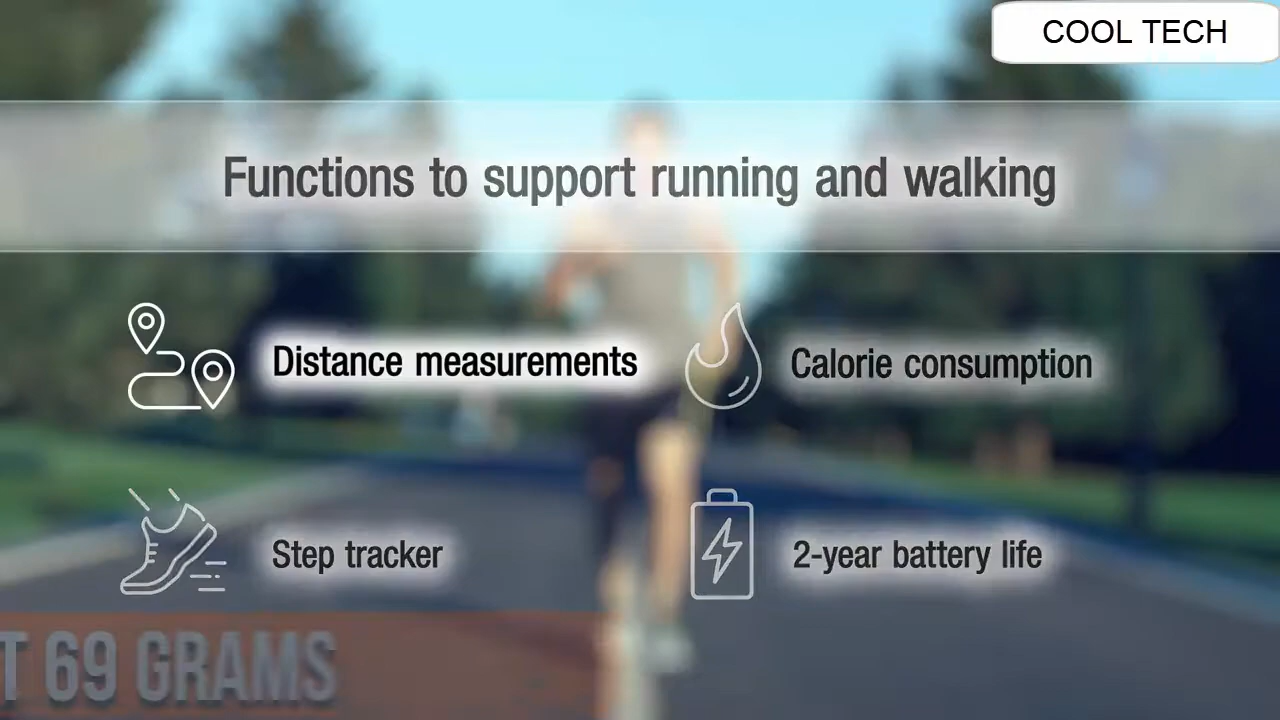 COOL TECH
Functions to support running and walking
Distance measurements
Calorie consumption
Step tracker
2-year battery life
T 69 GRAMS